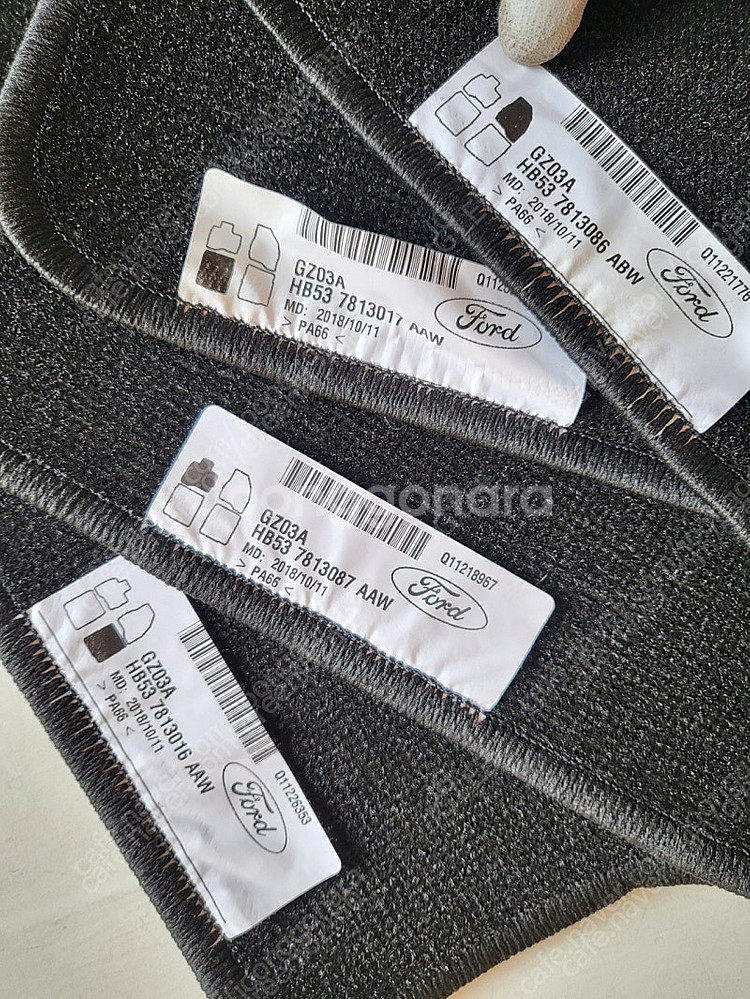 GZ03A
HB53 7813086 ABW
MD: 2018/10/11
> PA66 <
Q11221776
Ford
GZ03A
HB53 7813017 AAW
MD: 2018/10/11
> PA66 <
Ford
GZ03A
HB53 7813087 AAW
MD: 2018/10/11
> PA66 <
Q11218967
Ford
GZ03A
HB53 7813016 AAW
MD: 2018/10/11
> PA66 <
Q11226353
Ford